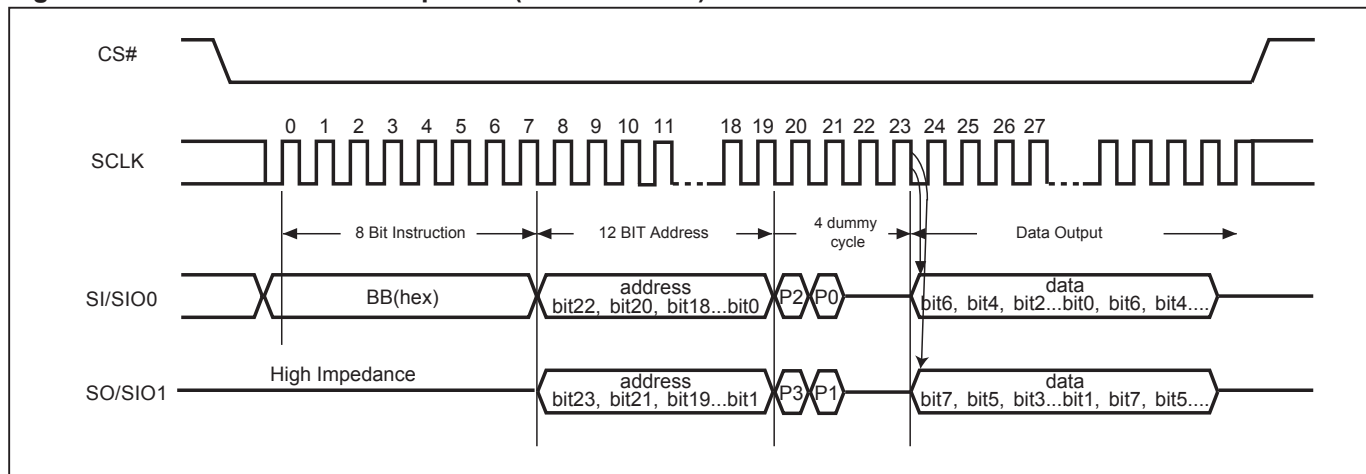 CS#
0 1 2 3 4 5 6 7 8 9 10 11 18 19 20 21 22 23 24 25 26 27
SCLK
8 Bit Instruction 12 BIT Address 4 dummy cycle Data Output
SI/SIO0 BB(hex) address P2 P0 data
bit22, bit20, bit18...bit0 bit6, bit4, bit2...bit0, bit6, bit4....
High Impedance
SO/SIO1 address P3 P1 data
bit23, bit21, bit19...bit1 bit7, bit5, bit3...bit1, bit7, bit5....